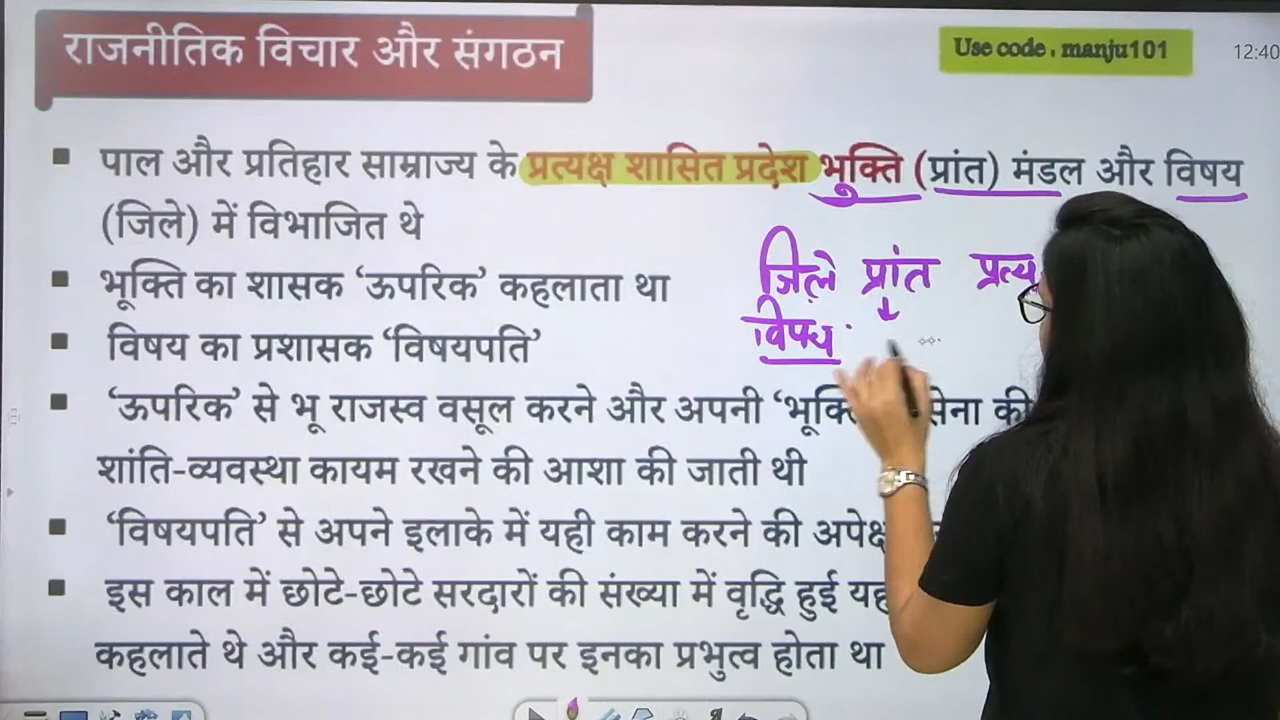 राजनीतिक विचार और संगठन
Use code . manju101
12:40
▪ पाल और प्रतिहार साम्राज्य के प्रत्यक्ष शासित प्रदेश भुक्ति (प्रांत) मंडल और विषय
(जिले) में विभाजित थे
जिले प्रांत
▪ भूक्ति का शासक ‘ऊपरिक’ कहलाता था
विषय
▪ विषय का प्रशासक ‘विषयपति’
▪ ‘ऊपरिक’ से भू राजस्व वसूल करने और अपनी सेना की
शांति-व्यवस्था कायम रखने की आशा की जाती थी
▪ ‘विषयपति’ से अपने इलाके में यही काम करने की
▪ इस काल में छोटे-छोटे सरदारों की संख्या में वृद्धि हुई
कहलाते थे और कई-कई गांव पर इनका प्रभुत्व होता था